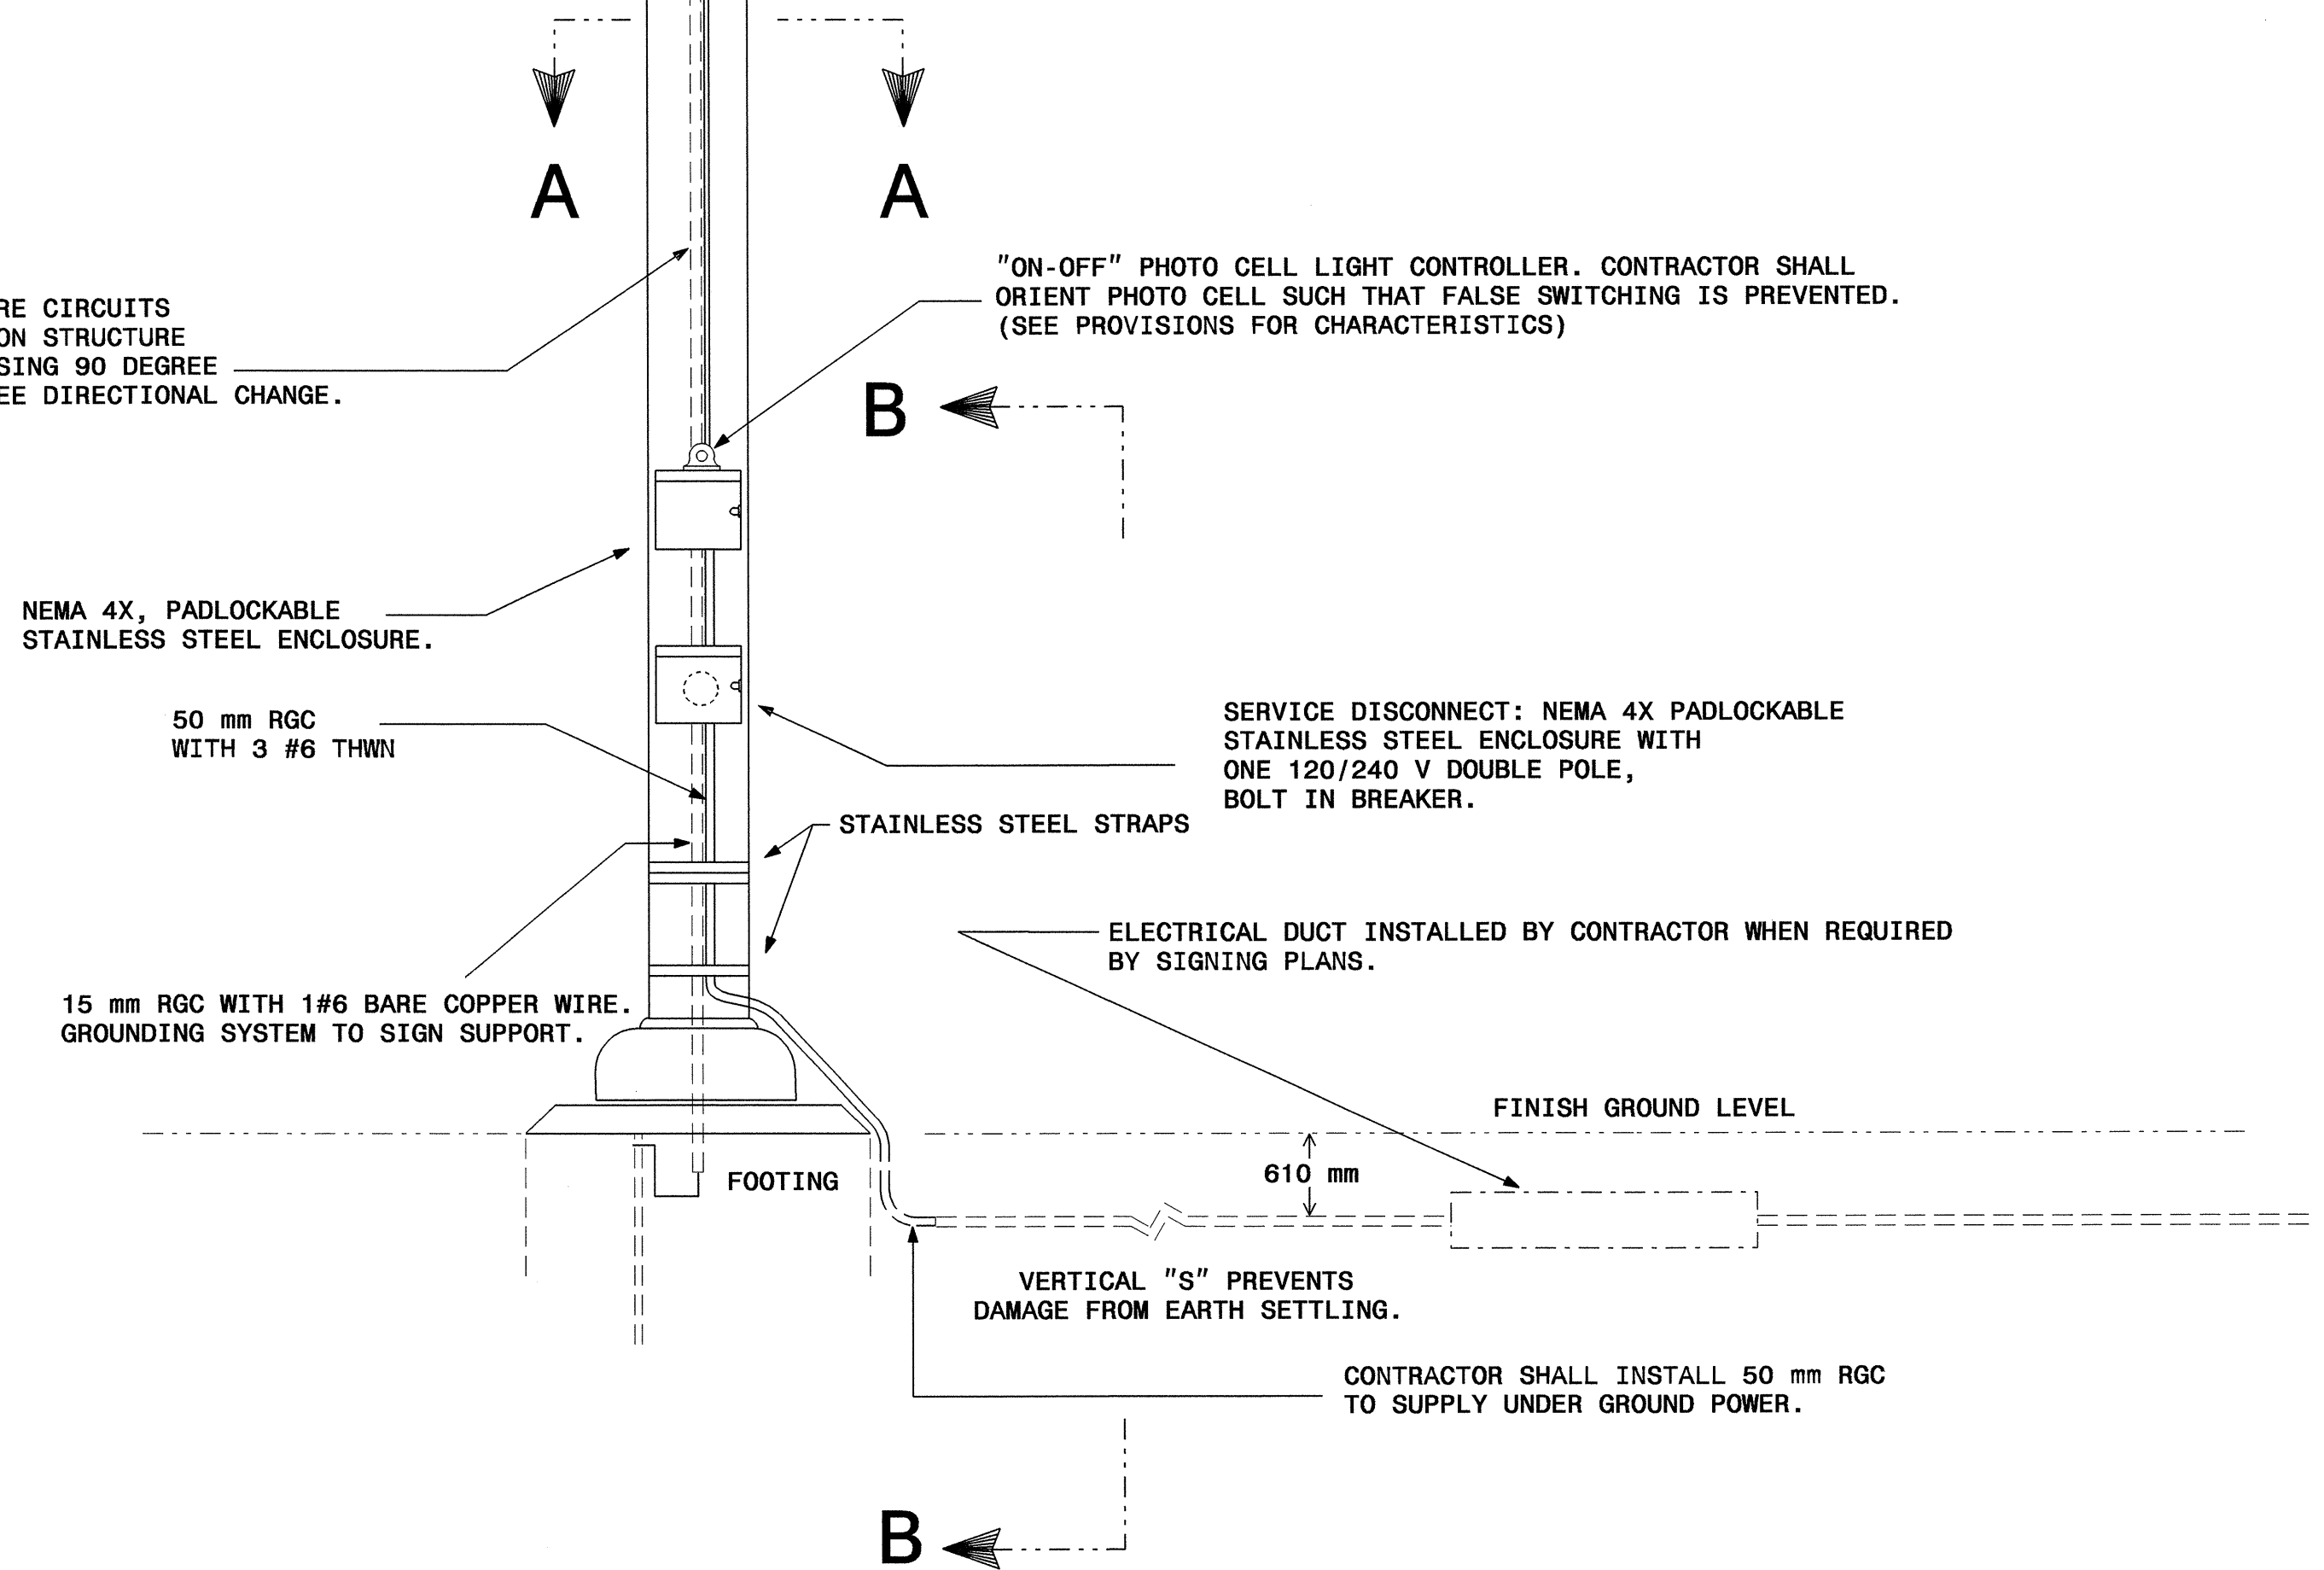 A A
"ON-OFF" PHOTO CELL LIGHT CONTROLLER. CONTRACTOR SHALL
ORIENT PHOTO CELL SUCH THAT FALSE SWITCHING IS PREVENTED.
(SEE PROVISIONS FOR CHARACTERISTICS)
RE CIRCUITS
ON STRUCTURE
SING 90 DEGREE
EE DIRECTIONAL CHANGE.
B
NEMA 4X, PADLOCKABLE
STAINLESS STEEL ENCLOSURE.
50 mm RGC
WITH 3 #6 THWN
SERVICE DISCONNECT: NEMA 4X PADLOCKABLE
STAINLESS STEEL ENCLOSURE WITH
ONE 120/240 V DOUBLE POLE,
BOLT IN BREAKER.
STAINLESS STEEL STRAPS
ELECTRICAL DUCT INSTALLED BY CONTRACTOR WHEN REQUIRED
BY SIGNING PLANS.
15 mm RGC WITH 1#6 BARE COPPER WIRE.
GROUNDING SYSTEM TO SIGN SUPPORT.
FINISH GROUND LEVEL
610 mm
FOOTING
VERTICAL "S" PREVENTS
DAMAGE FROM EARTH SETTLING.
CONTRACTOR SHALL INSTALL 50 mm RGC
TO SUPPLY UNDER GROUND POWER.
B